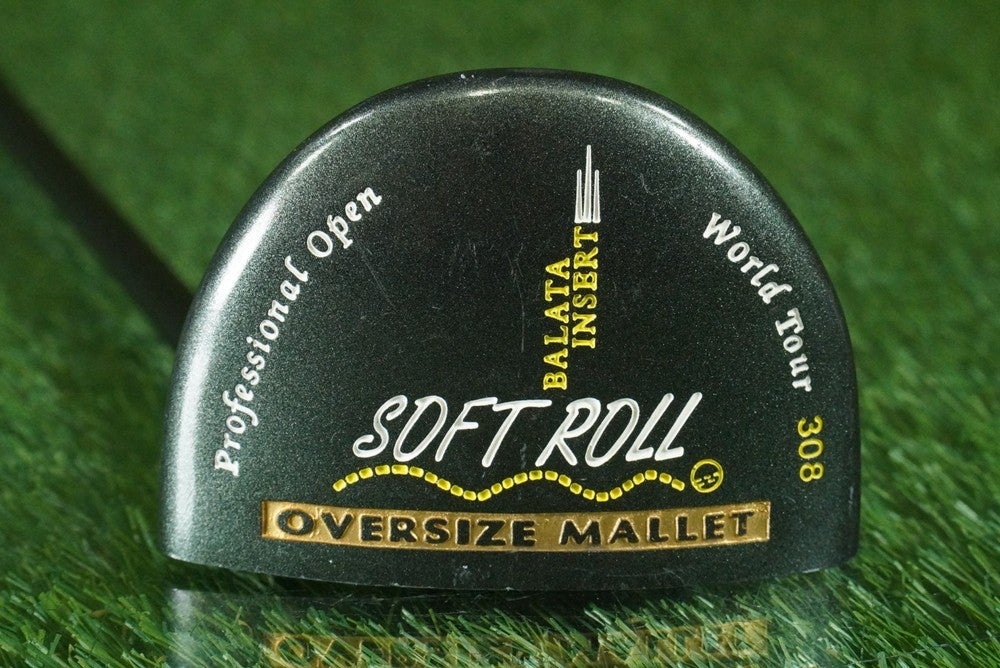 Professional Open
World Tour 308
BALATA
INSERT
SOFT ROLL
OVERSIZE MALLET